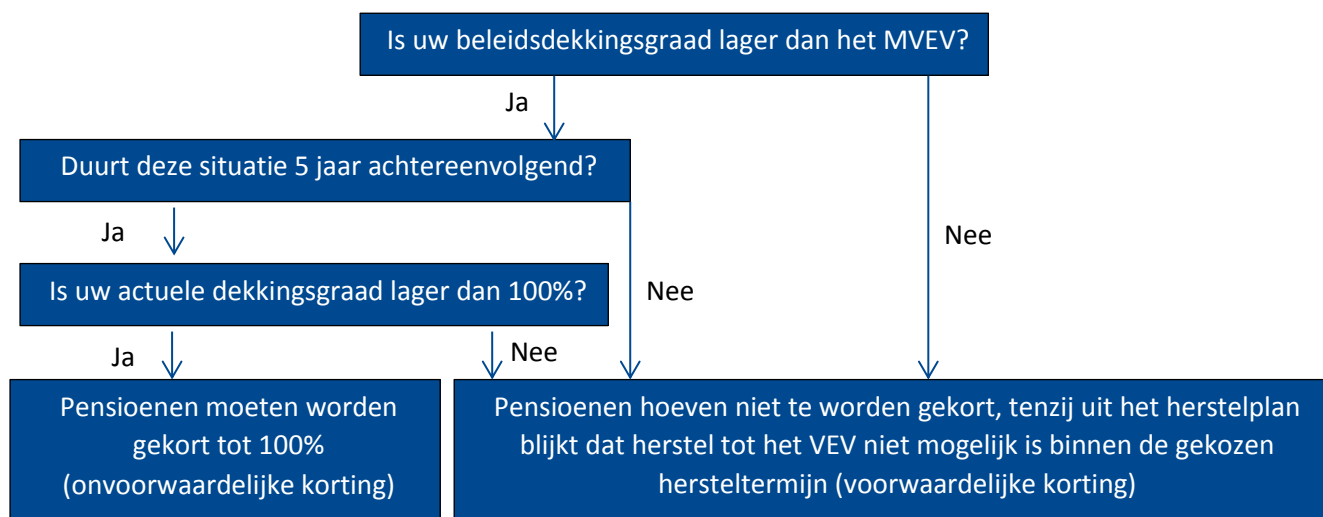 Is uw beleidsdekkingsgraad lager dan het MVEV?
Ja
Duurt deze situatie 5 jaar achtereenvolgend?
Ja
Nee
Is uw actuele dekkingsgraad lager dan 100%?
Nee
Ja
Nee
Pensioenen moeten worden
gekort tot 100%
(onvoorwaardelijke korting)
Pensioenen hoeven niet te worden gekort, tenzij uit het herstelplan
blijkt dat herstel tot het VEV niet mogelijk is binnen de gekozen
hersteltermijn (voorwaardelijke korting)